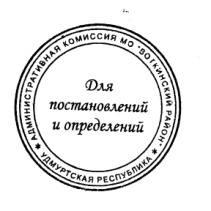 АДМИНИСТРАТИВНАЯ КОМИССИЯ МО "ВОТКИНСКИЙ РАЙОН"
* УДМУРТСКАЯ РЕСПУБЛИКА *
Для
постановлений
и определений